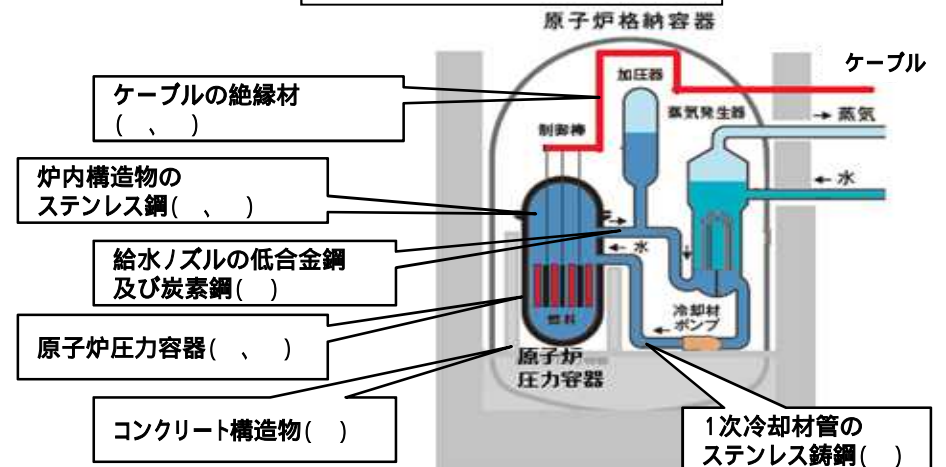 原子炉格納容器
ケーブル
加圧器
ケーブルの絶縁材
(　、　)
蒸気発生器
→ 蒸気
制御棒
炉内構造物の
ステンレス鋼(　、　)
← 水
給水ノズルの低合金鋼
及び炭素鋼(　)
水
原子炉圧力容器(　、　)
燃料
冷却材
ポンプ
原子炉
圧力容器
コンクリート構造物(　)
1次冷却材管の
ステンレス鋳鋼(　)